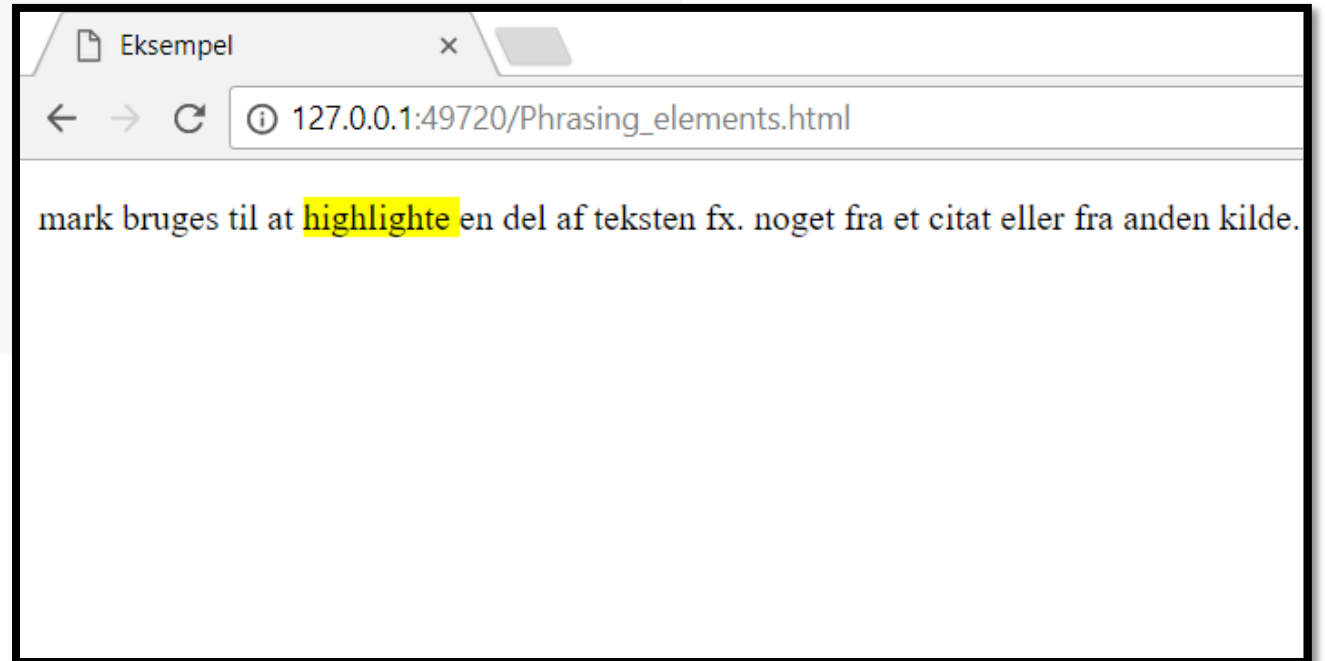 Eksempel
127.0.0.1:49720/Phrasing_elements.html
mark bruges til at highlighte en del af teksten fx. noget fra et citat eller fra anden kilde.